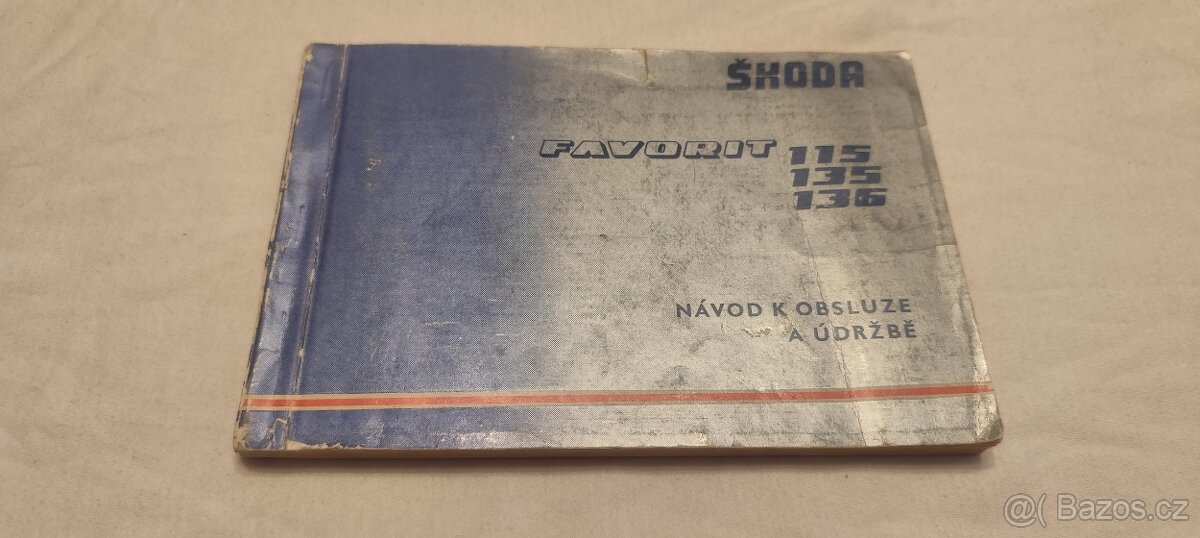 ŠKODA
FAVORIT 115
135
136
NÁVOD K OBSLUZE
A ÚDRŽBĚ
@( Bazos.cz